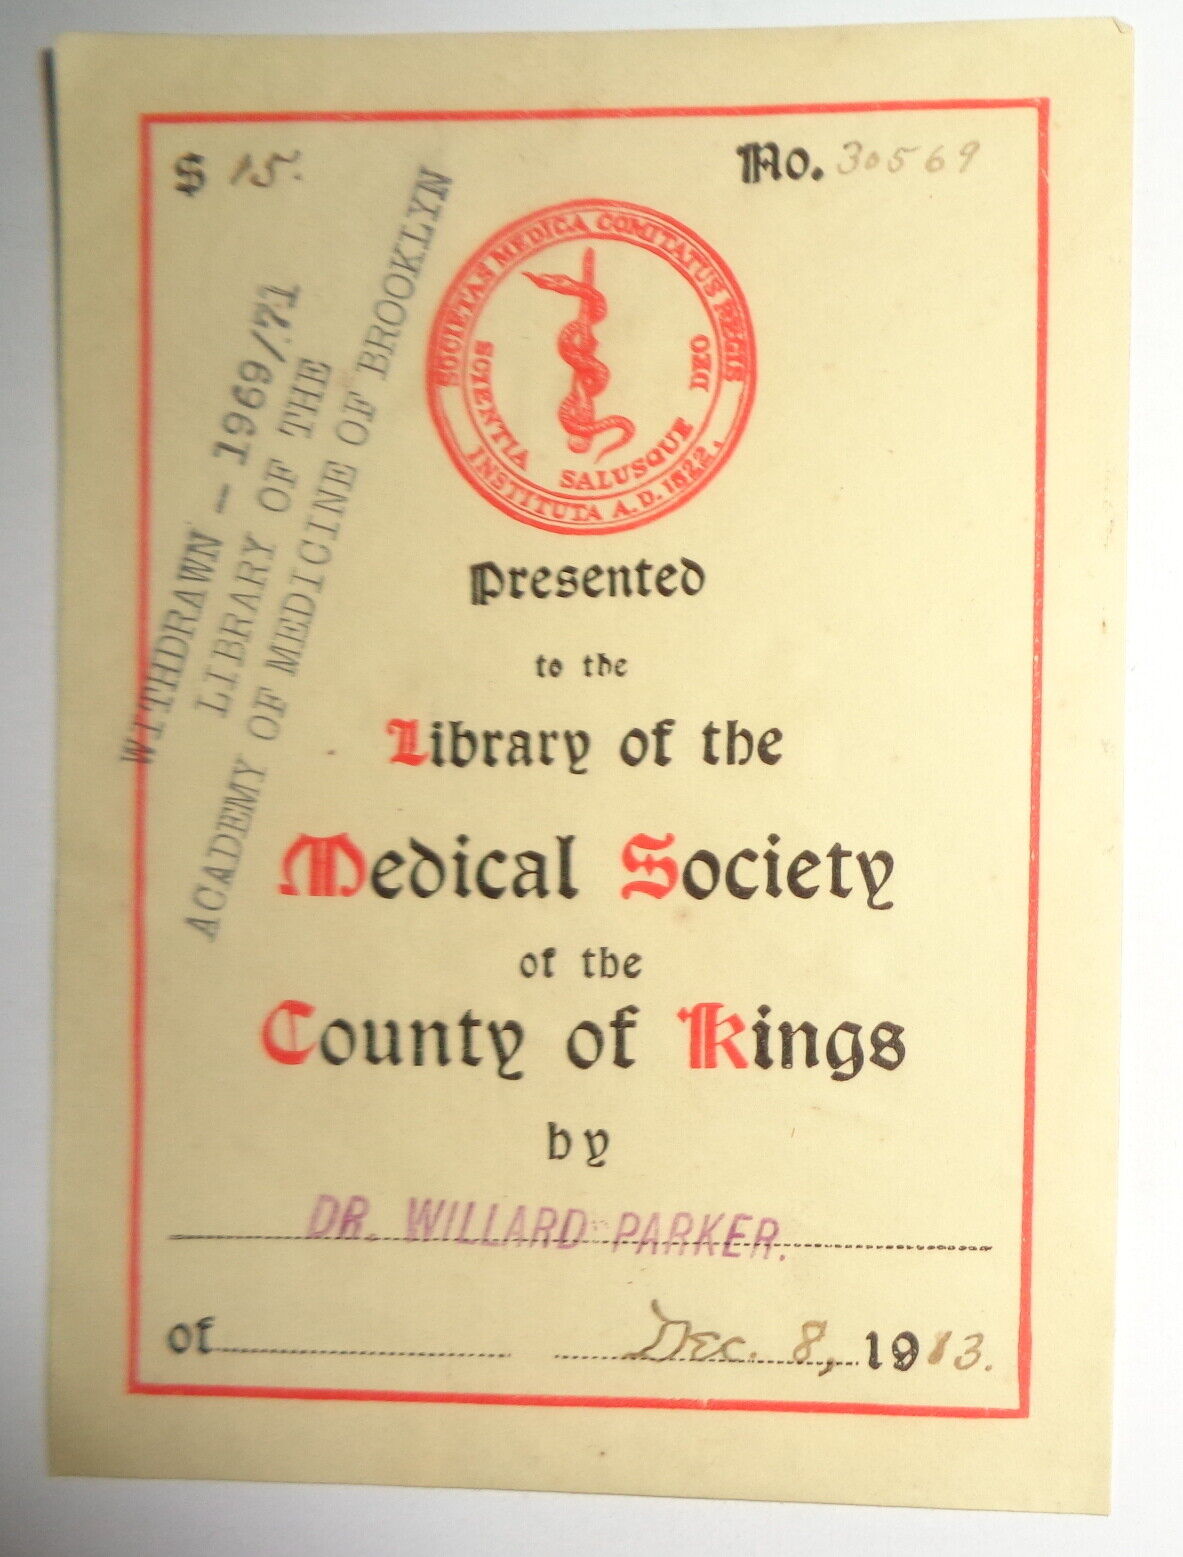 S 15.
No. 30569
SOCIETAS MEDICA COMITATUS REGIS
INSTITUTA A.D. 1822.
SCIENTIA SALUSQUE DEO
WITHDRAWN - 1969/71
LIBRARY OF THE
ACADEMY OF MEDICINE OF BROOKLYN
Presented
to the
Library of the
Medical Society
of the
County of Kings
by
DR. WILLARD PARKER.
of Dec. 8, 1913.